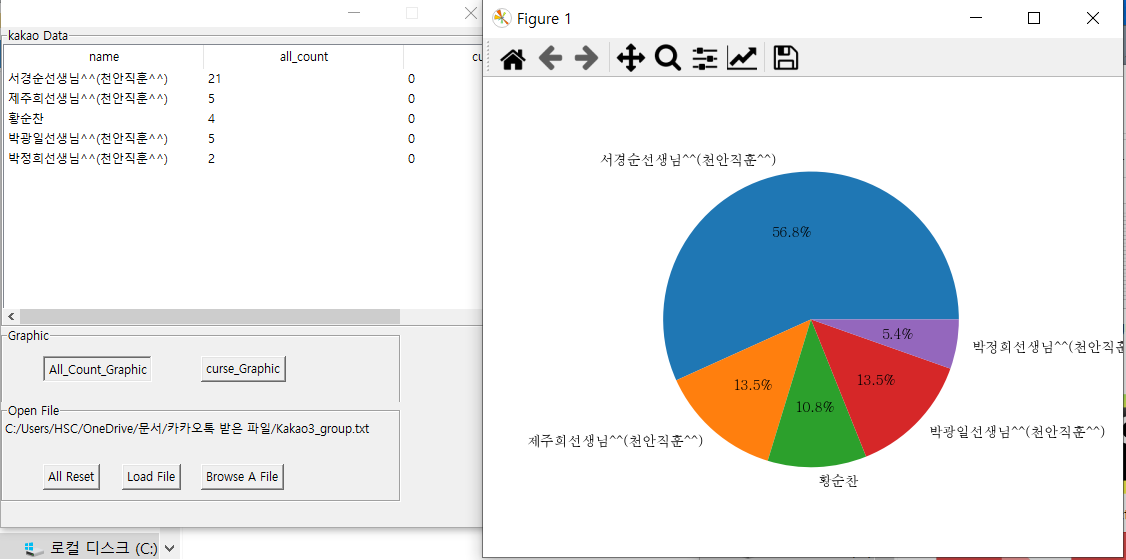 kakao Data
name all_count cu
서경순선생님^^(천안직훈^^) 21 0
제주희선생님^^(천안직훈^^) 5 0
황순찬 4 0
박광일선생님^^(천안직훈^^) 5 0
박정희선생님^^(천안직훈^^) 2 0
Graphic
All_Count_Graphic curse_Graphic
Open File
C:/Users/HSC/OneDrive/문서/카카오톡 받은 파일/Kakao3_group.txt
All Reset Load File Browse A File
로컬 디스크 (C:)
Figure 1
서경순선생님^^(천안직훈^^)
56.8%
5.4%
박정희선생님^^(천안직훈
13.5%
13.5%
10.8%
박광일선생님^^(천안직훈^^)
제주희선생님^^(천안직훈^^)
황순찬